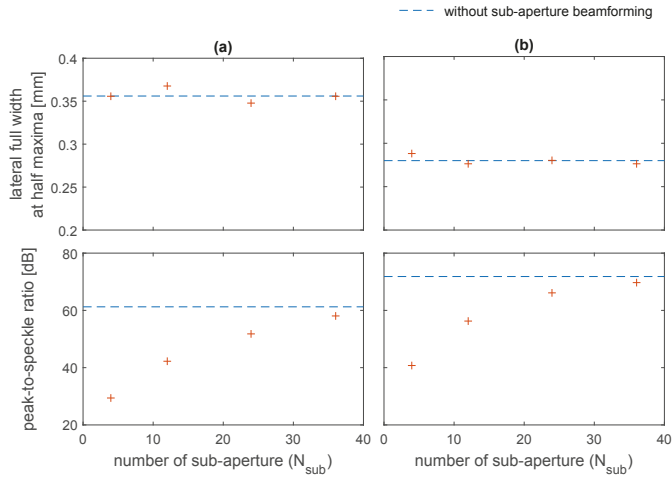 without sub-aperture beamforming
(a)
(b)
lateral full width
at half maxima [mm]
0.4
0.35
0.3
0.25
0.2
peak-to-speckle ratio [dB]
80
60
40
20
0 10 20 30 40
0 10 20 30 40
number of sub-aperture (N_sub)
number of sub-aperture (N_sub)